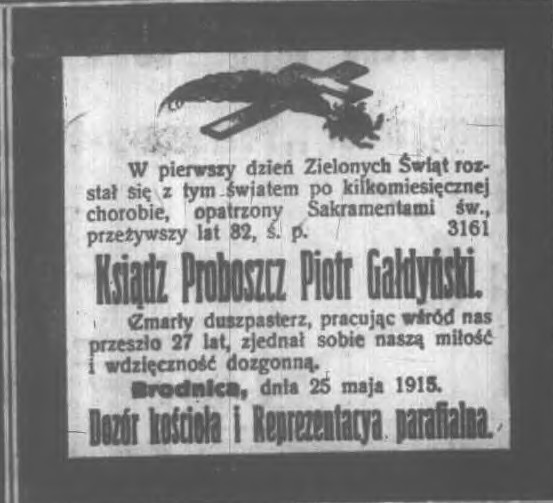 W pierwszy dzień Zielonych Świąt roz-
stał się z tym światem po kilkomiesięcznej
chorobie, opatrzony Sakramentami św.,
przeżywszy lat 82, ś. p. 3161
Ksiądz Proboszcz Piotr Gałdyński.
Zmarły duszpasterz, pracując wśród nas
przeszło 27 lat, zjednał sobie naszą miłość
i wdzięczność dozgonną.
Brodnica, dnia 25 maja 1915.
Dozór kościoła i Reprezentacya parafialna.